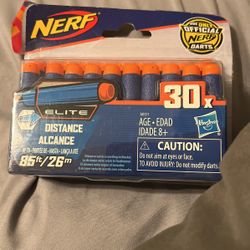 NERF
ONLY
OFFICIAL
NERF
DARTS
ELITE
30x
DISTANCE
ALCANCE
85ft/26m
AGE • EDAD
IDADE 8+
Hasbro
CAUTION:
Do not aim at eyes or face.
TO AVOID INJURY: Do not modify darts.